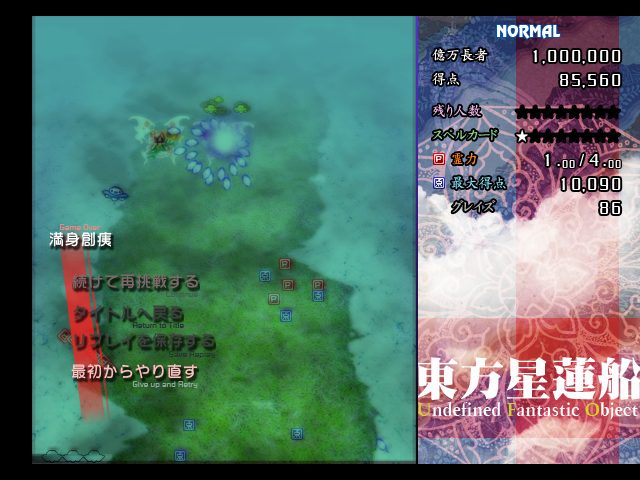 NORMAL
億万長者 1,000,000
得点 85,560
残り人数
スペルカード
P 霊力 1.00/4.00
点 最大得点 10,090
グレイズ 86
Game Over
満身創痍
続けて再挑戦する
タイトルへ戻る
Return to Title
リプレイを保存する
Save Replay
最初からやり直す
Give up and Retry
東方星蓮船
Undefined Fantastic Object